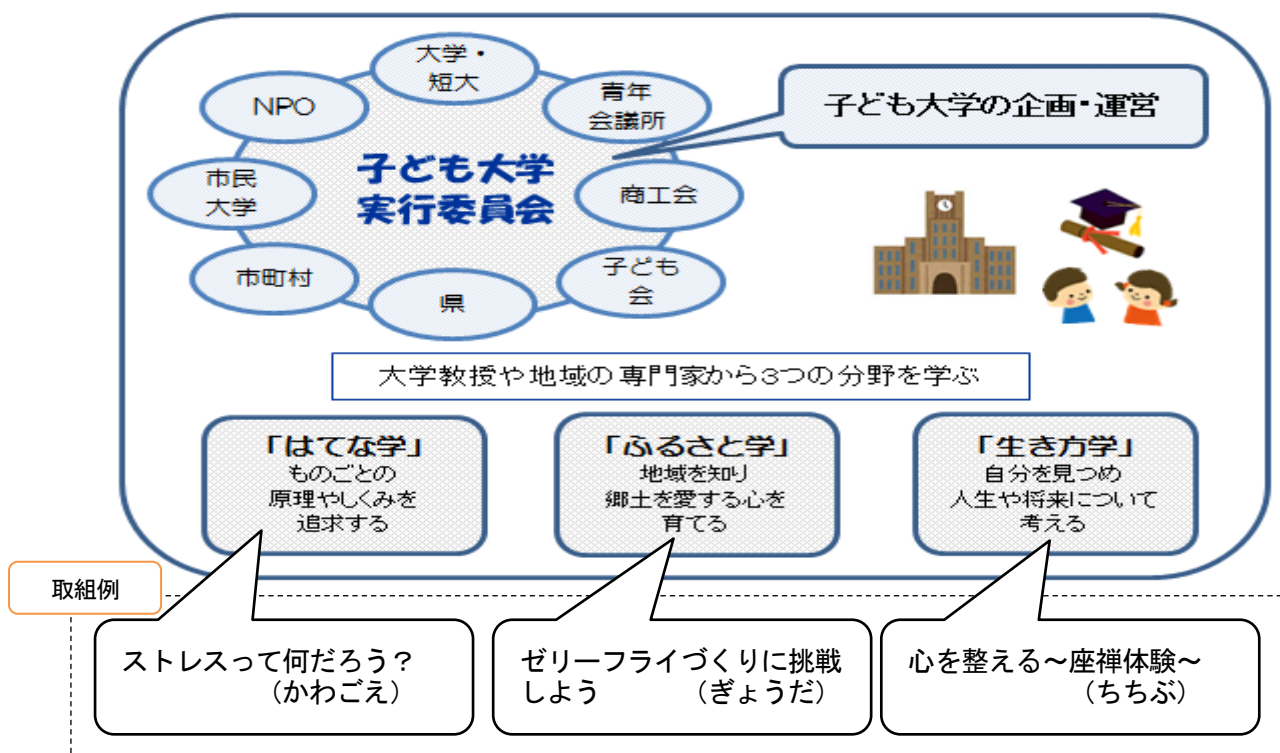 大学・
短大
NPO
青年
会議所
子ども大学の企画・運営
市民
大学
子ども大学
実行委員会
商工会
市町村
県
子ども
会
大学教授や地域の専門家から3つの分野を学ぶ
「はてな学」
ものごとの
原理やしくみを
追求する
「ふるさと学」
地域を知り
郷土を愛する心を
育てる
「生き方学」
自分を見つめ
人生や将来について
考える
取組例
ストレスって何だろう？
（かわごえ）
ゼリーフライづくりに挑戦
しよう　　　（ぎょうだ）
心を整える～座禅体験～
（ちちぶ）